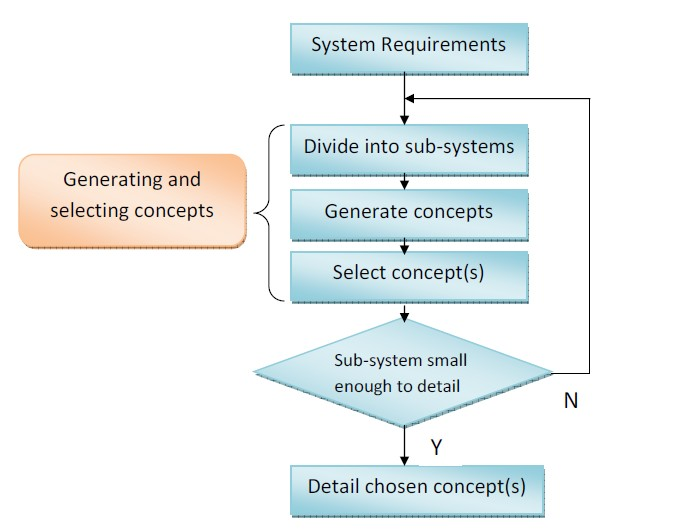 System Requirements
Divide into sub-systems
Generating and
selecting concepts
Generate concepts
Select concept(s)
Sub-system small
enough to detail
N
Y
Detail chosen concept(s)